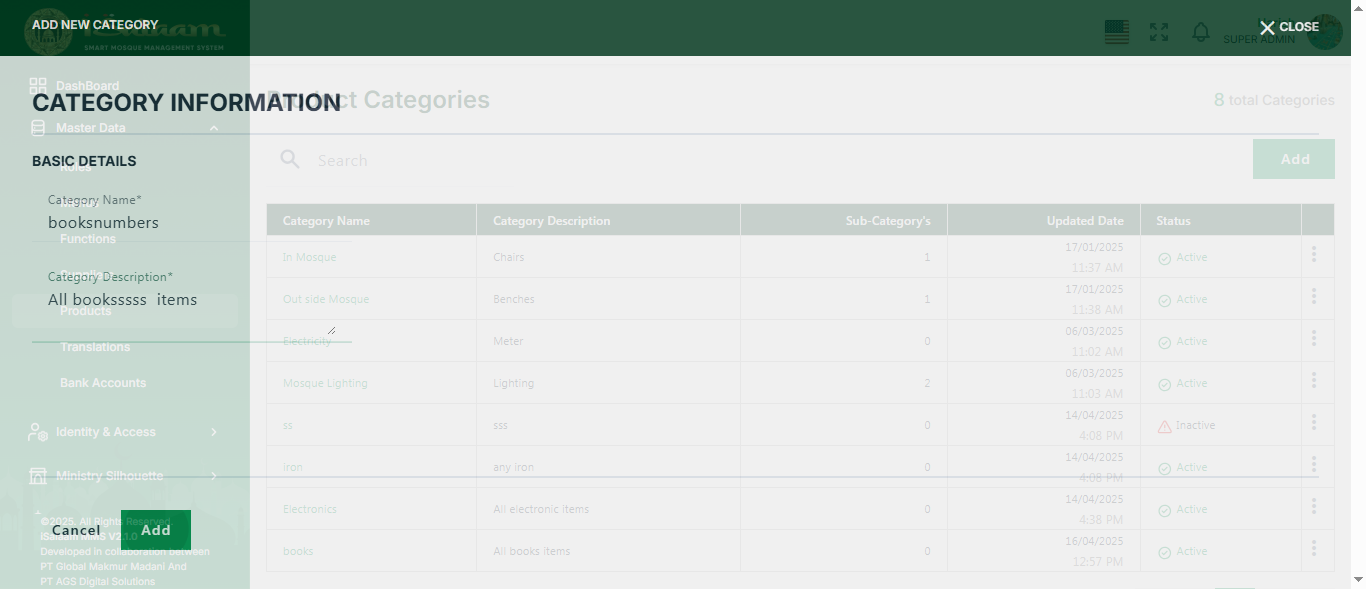 ADD NEW CATEGORY
iSalaam
SMART MOSQUE MANAGEMENT SYSTEM
SUPER ADMIN
CLOSE
DashBoard
CATEGORY INFORMATION
Product Categories
8 total Categories
Master Data
BASIC DETAILS
Search
Add
Roles
Category Name*
booksnumbers
Functions
Category Description*
All booksssss items
Products
Translations
Bank Accounts
Identity & Access
Ministry Silhouette
Cancel
Add
©2025. All Rights Reserved.
iSalaam MMS V2.1.0
Developed in collaboration between
PT Global Makmur Madani And
PT AGS Digital Solutions
Category Name Category Description Sub-Category's Updated Date Status
In Mosque Chairs 1 17/01/2025 11:37 AM Active
Out side Mosque Benches 1 17/01/2025 11:38 AM Active
Electricity Meter 0 06/03/2025 11:02 AM Active
Mosque Lighting Lighting 2 06/03/2025 11:03 AM Active
ss sss 0 14/04/2025 4:08 PM Inactive
iron any iron 0 14/04/2025 4:08 PM Active
Electronics All electronic items 0 14/04/2025 4:38 PM Active
books All books items 0 16/04/2025 12:57 PM Active